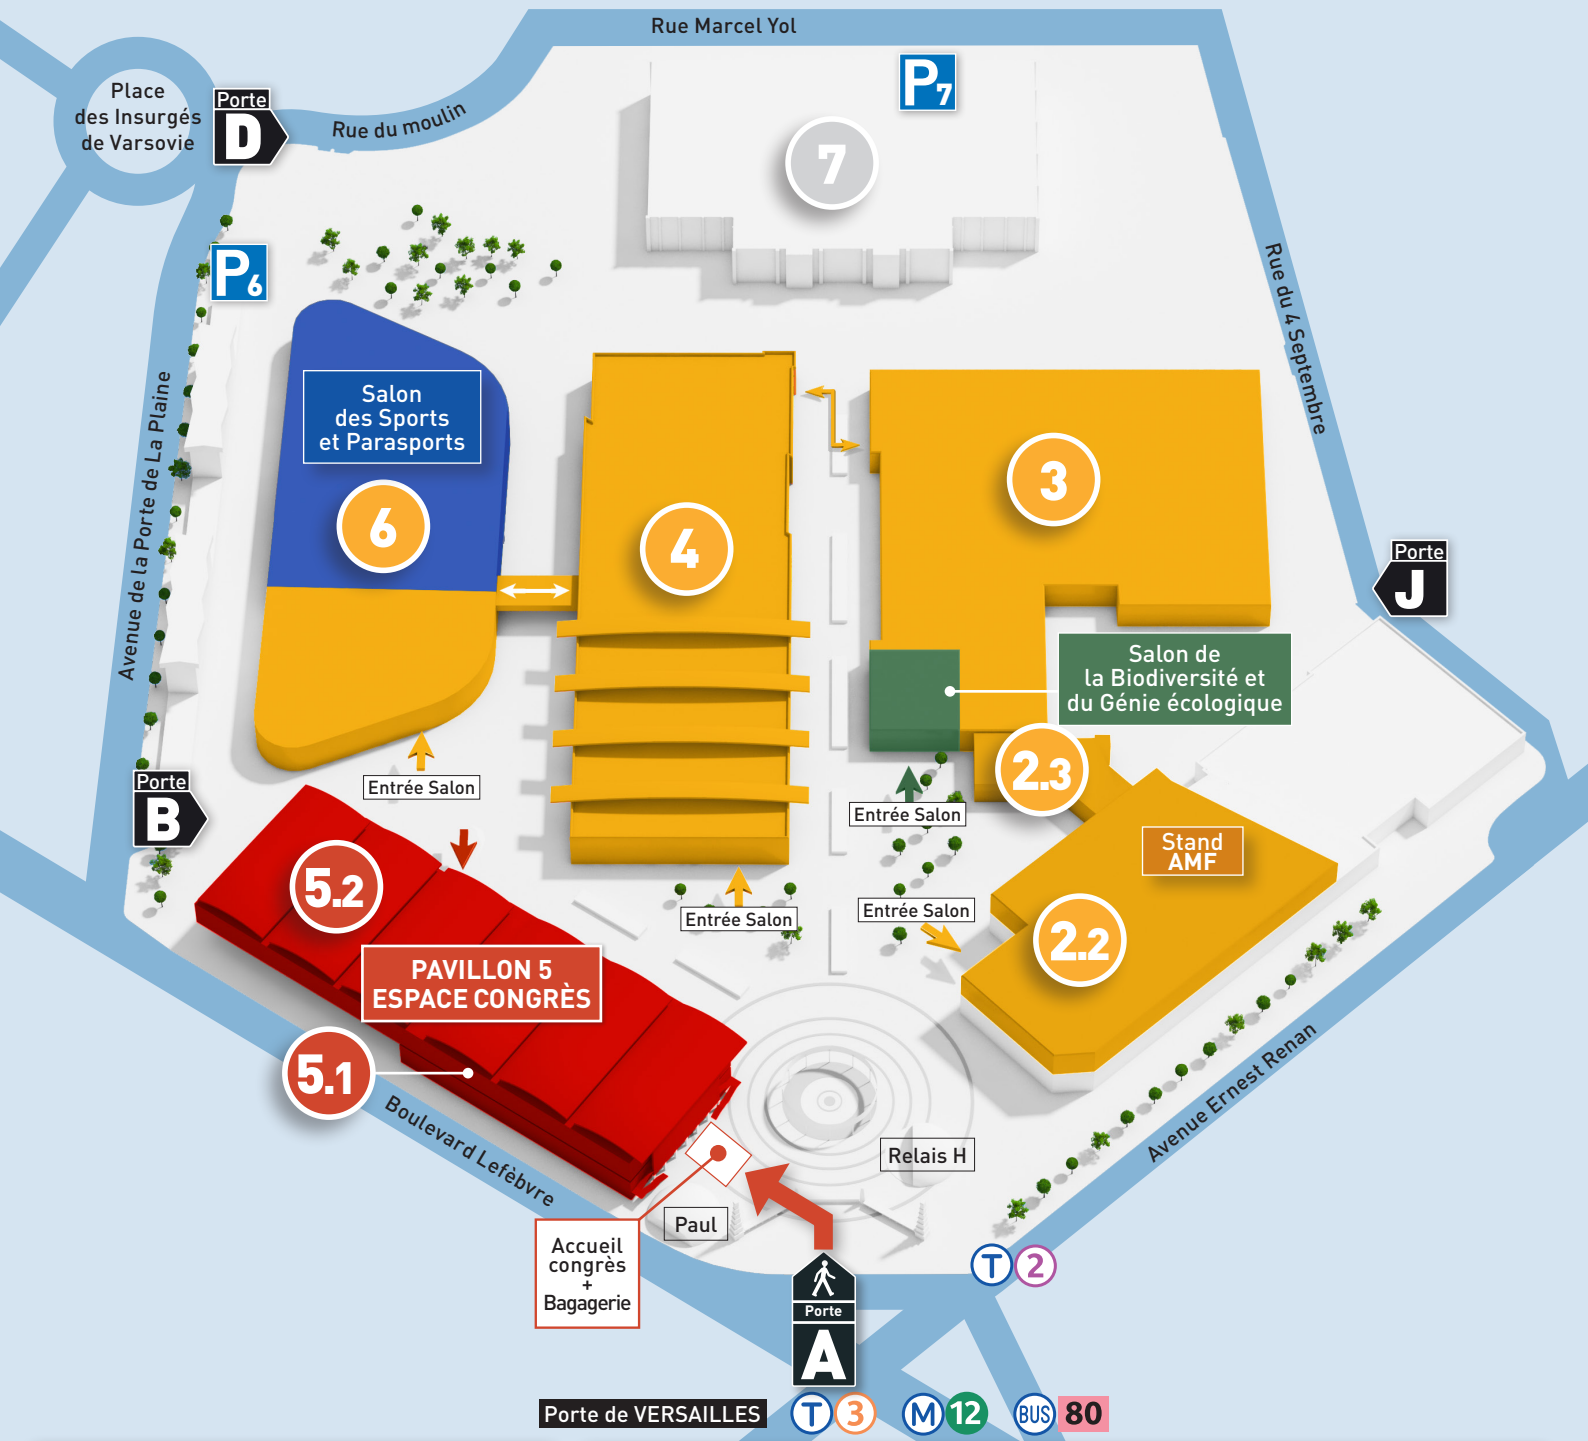 Rue Marcel Yol
Place
des Insurgés
de Varsovie
Porte
D
Rue du moulin
P7
7
P6
Rue du 4 Septembre
Avenue de la Porte de La Plaine
Salon
des Sports
et Parasports
6
4
3
Porte
J
Salon de
la Biodiversité et
du Génie écologique
2.3
Entrée Salon
Porte
B
Entrée Salon
Stand
AMF
5.2
Entrée Salon
Entrée Salon
2.2
PAVILLON 5
ESPACE CONGRÈS
5.1
Boulevard Lefèbvre
Avenue Ernest Renan
Relais H
Paul
Accueil
congrès
+
Bagagerie
T 2
Porte
A
Porte de VERSAILLES T 3 M 12 BUS 80